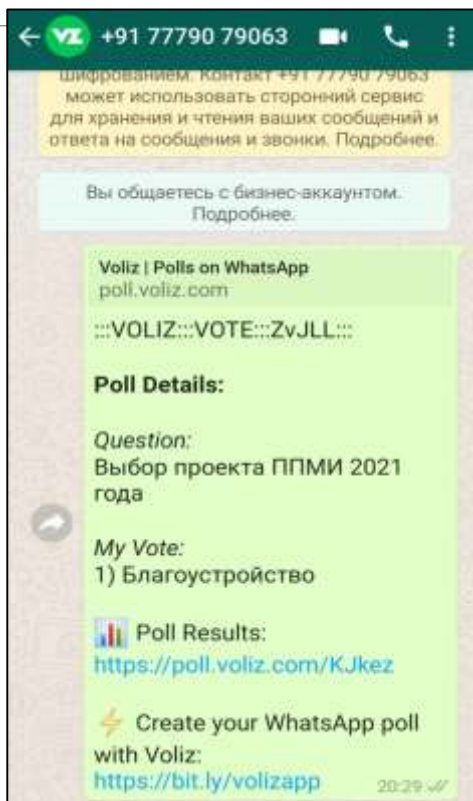 VZ +91 77790 79063
шифрованием. Контакт +91 77790 79063
может использовать сторонний сервис
для хранения и чтения ваших сообщений и
ответа на сообщения и звонки. Подробнее.
Вы общаетесь с бизнес-аккаунтом.
Подробнее.
Voliz | Polls on WhatsApp
poll.voliz.com
:::VOLIZ:::VOTE:::ZvJLL:::
Poll Details:
Question:
Выбор проекта ППМИ 2021
года
My Vote:
1) Благоустройство
📊 Poll Results:
https://poll.voliz.com/KJkez
⚡ Create your WhatsApp poll
with Voliz:
https://bit.ly/volizapp 20:29